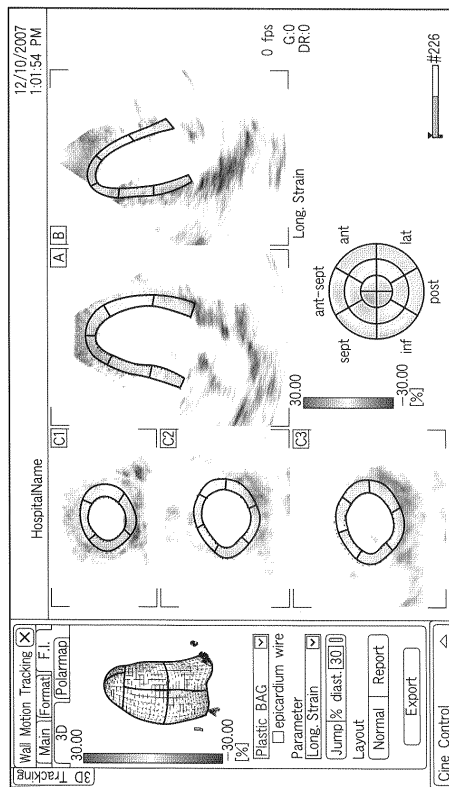 HospitalName
12/10/2007
1:01:54 PM
3D Tracking
Wall Motion Tracking X
Main Format F.I.
3D Polarmap
30.00
-30.00
[%]
Plastic BAG
epicardium wire
Parameter
Long. Strain
Jump % diast. 30
Layout
Normal Report
Export
Cine Control
C1
C2
C3
A
B
Long. Strain
0 fps
G:0
DR:0
30.00
-30.00
[%]
ant-sept
ant
sept
lat
inf
post
#226